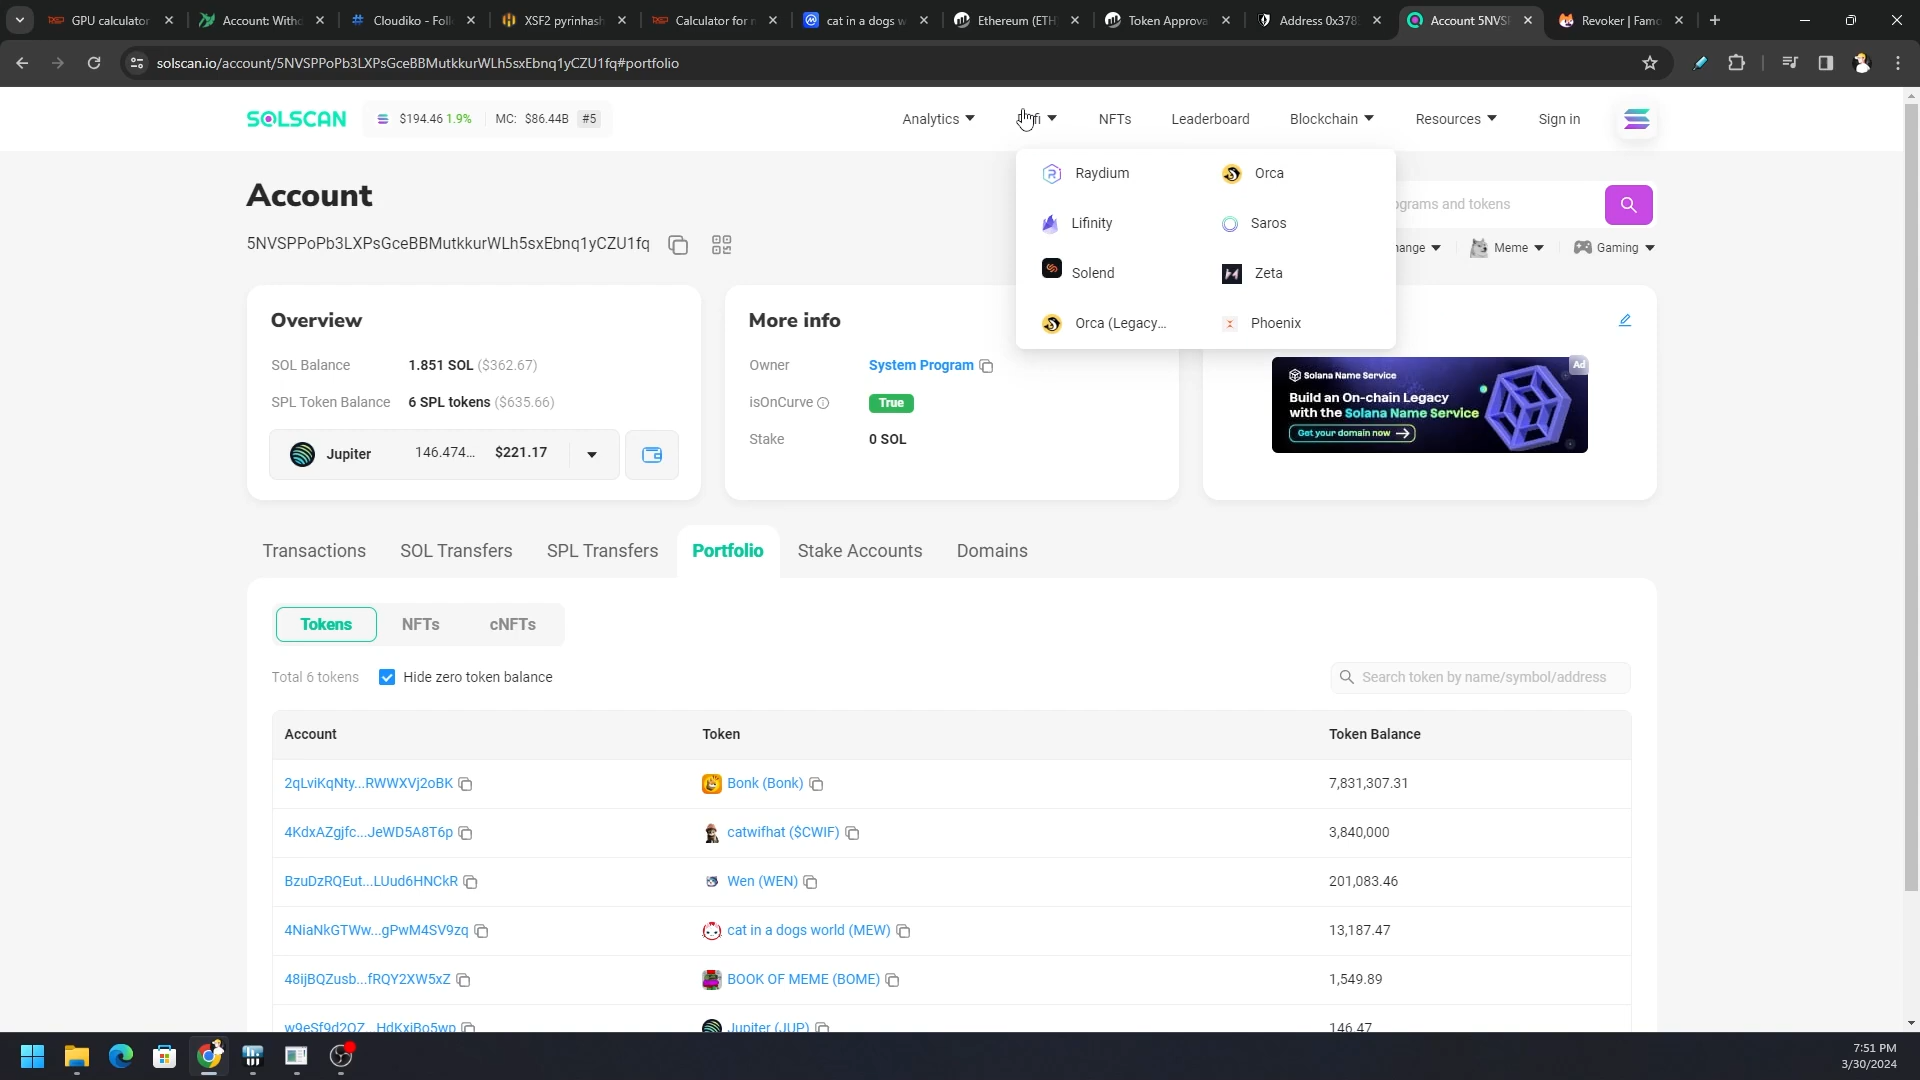 GPU calculator
Account: With
Cloudiko - Foll
XSF2 pyrinhash
Calculator for n
cat in a dogs w
Ethereum (ETH
Token Approva
Address 0x378
Account 5NVS
Revoker | Famo
solscan.io/account/5NVSPPoPb3LXPsGceBBMutkkurWLh5sxEbnq1yCZU1fq#portfolio
SOLSCAN
$194.46 1.9%
MC: $86.44B
#5
Analytics
NFTs
Leaderboard
Blockchain
Resources
Sign in
Raydium
Orca
Lifinity
Saros
Solend
Zeta
Orca (Legacy...
Phoenix
Account
ograms and tokens
5NVSPPoPb3LXPsGceBBMutkkurWLh5sxEbnq1yCZU1fq
hange
Meme
Gaming
Overview
SOL Balance
1.851 SOL ($362.67)
SPL Token Balance
6 SPL tokens ($635.66)
Jupiter
146.474...
$221.17
More info
Owner
System Program
isOnCurve
True
Stake
0 SOL
Ad
Solana Name Service
Build an On-chain Legacy
with the Solana Name Service
Get your domain now
Transactions
SOL Transfers
SPL Transfers
Portfolio
Stake Accounts
Domains
Tokens
NFTs
cNFTs
Total 6 tokens
Hide zero token balance
Search token by name/symbol/address
Account
Token
Token Balance
2qLviKqNty...RWWXVj2oBK
Bonk (Bonk)
7,831,307.31
4KdxAZgjfc...JeWD5A8T6p
catwifhat ($CWIF)
3,840,000
BzuDzRQEut...LUud6HNCkR
Wen (WEN)
201,083.46
4NiaNkGTWw...gPwM4SV9zq
cat in a dogs world (MEW)
13,187.47
48ijBQZusb...fRQY2XW5xZ
BOOK OF MEME (BOME)
1,549.89
w9eSf9d2QZ...HdKxiBo5wp
Jupiter (JUP)
146.47
7:51 PM
3/30/2024